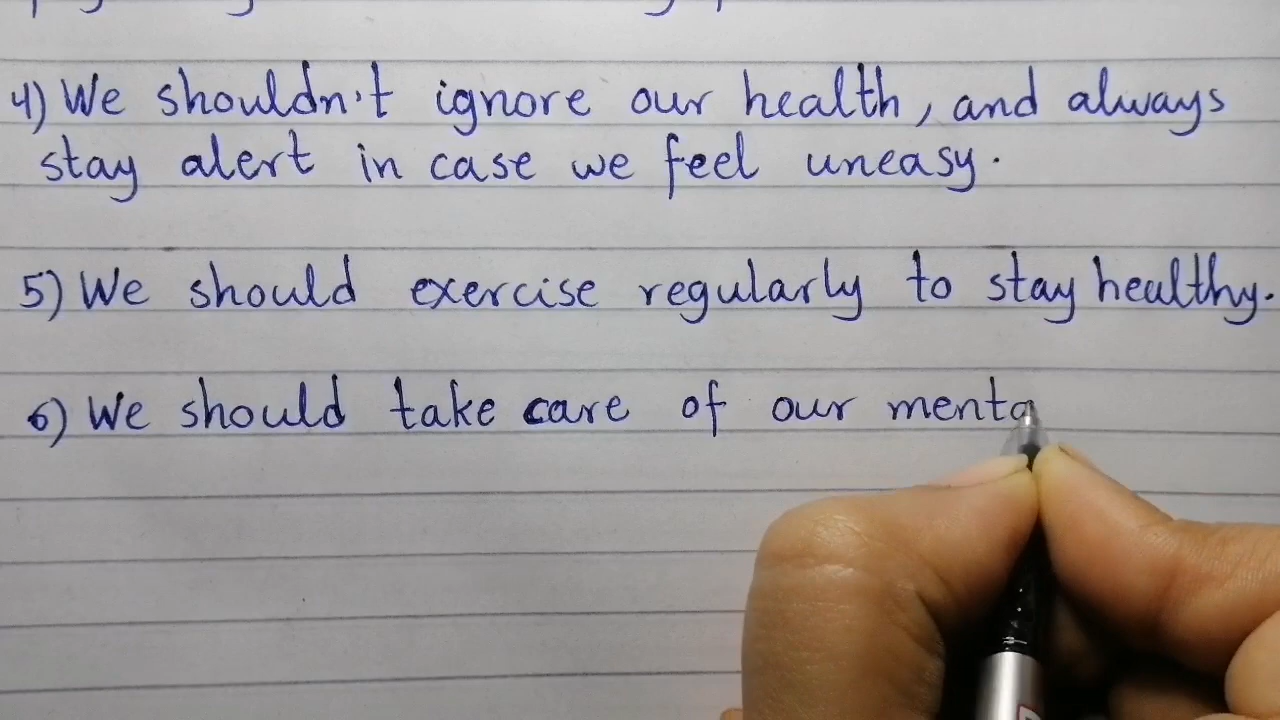 4) We shouldn't ignore our health, and always
stay alert in case we feel uneasy.
5) We should exercise regularly to stay healthy.
6) We should take care of our menta